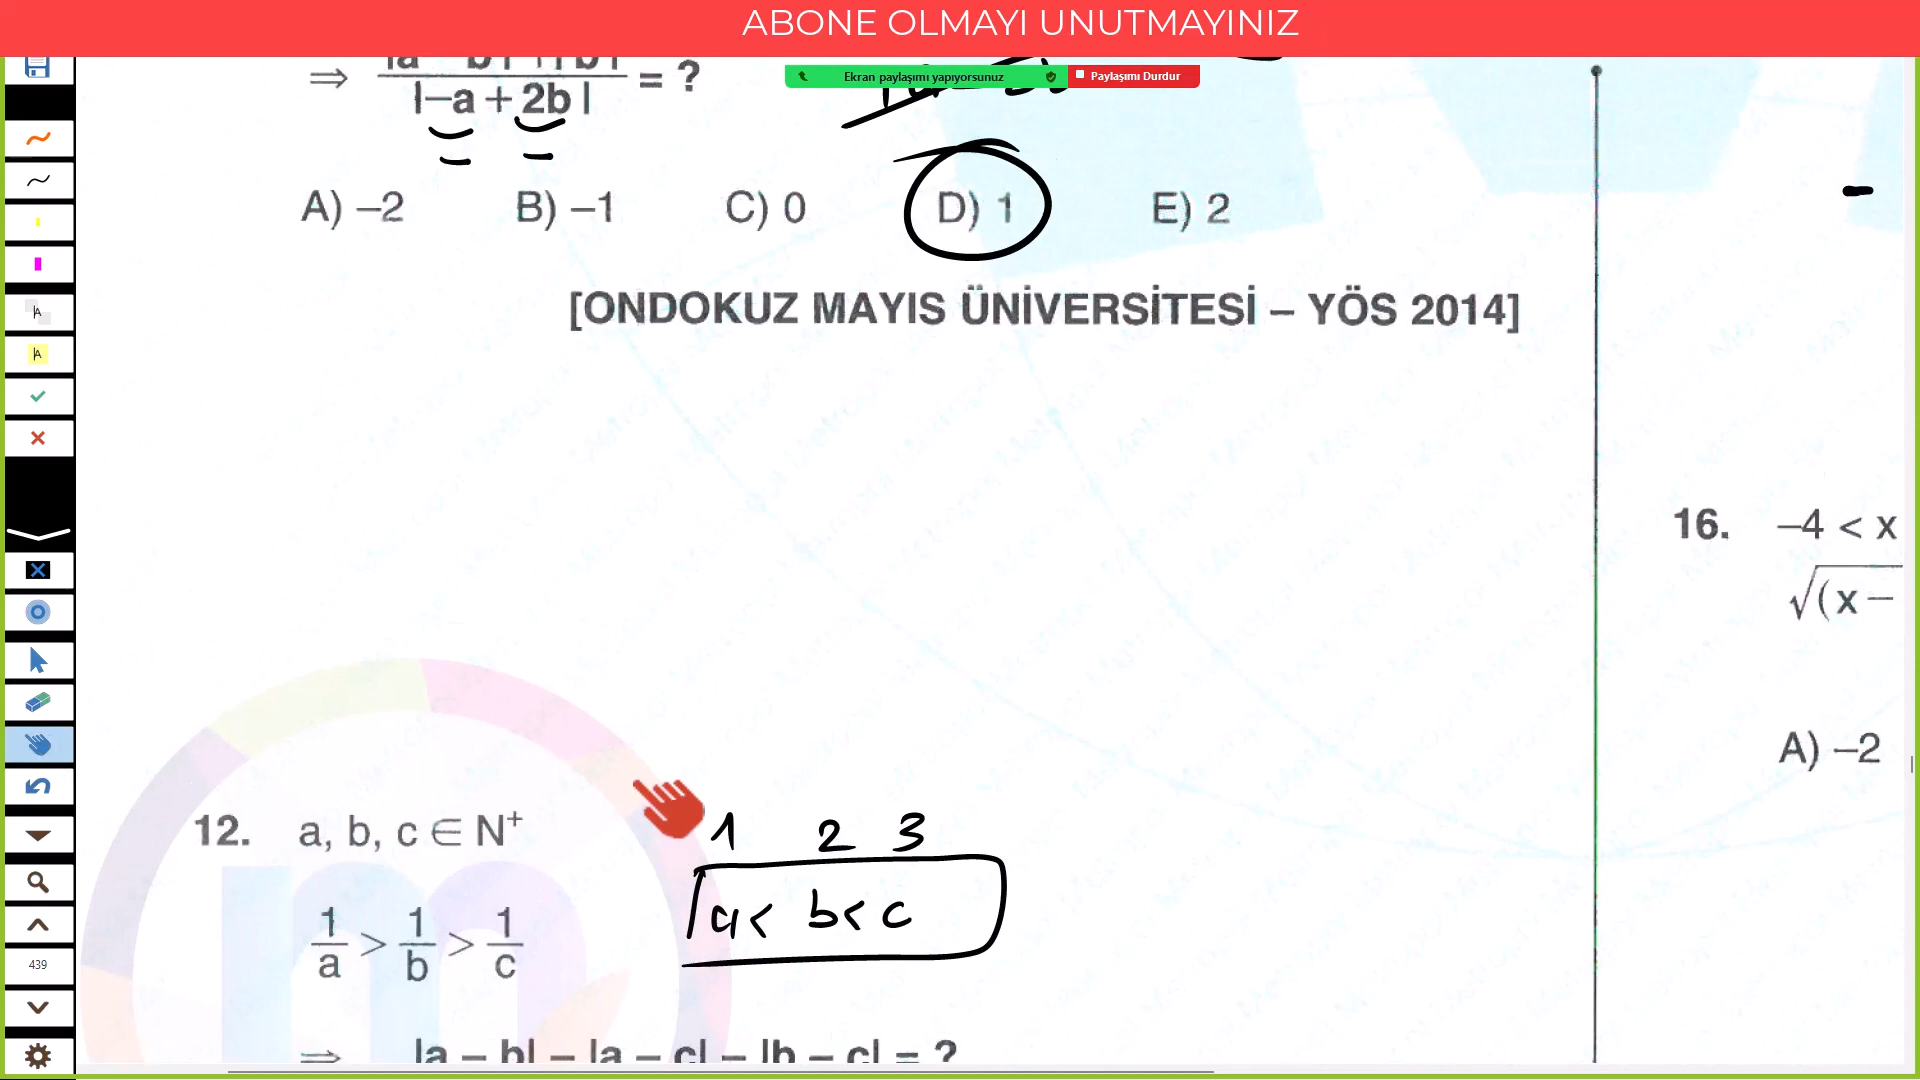 ABONE OLMAYI UNUTMAYINIZ
Ekran paylaşımı yapıyorsunuz
Paylaşımı Durdur
⇒ |a – b| + |b| / |–a + 2b| = ?
A) –2 B) –1 C) 0 D) 1 E) 2
[ONDOKUZ MAYIS ÜNİVERSİTESİ – YÖS 2014]
12. a, b, c ∈ N⁺
1/a > 1/b > 1/c
1 2 3
a < b < c
⇒ |a – b| – |a – c| – |b – c| = ?
16. –4 < x
√(x –
A) –2
439